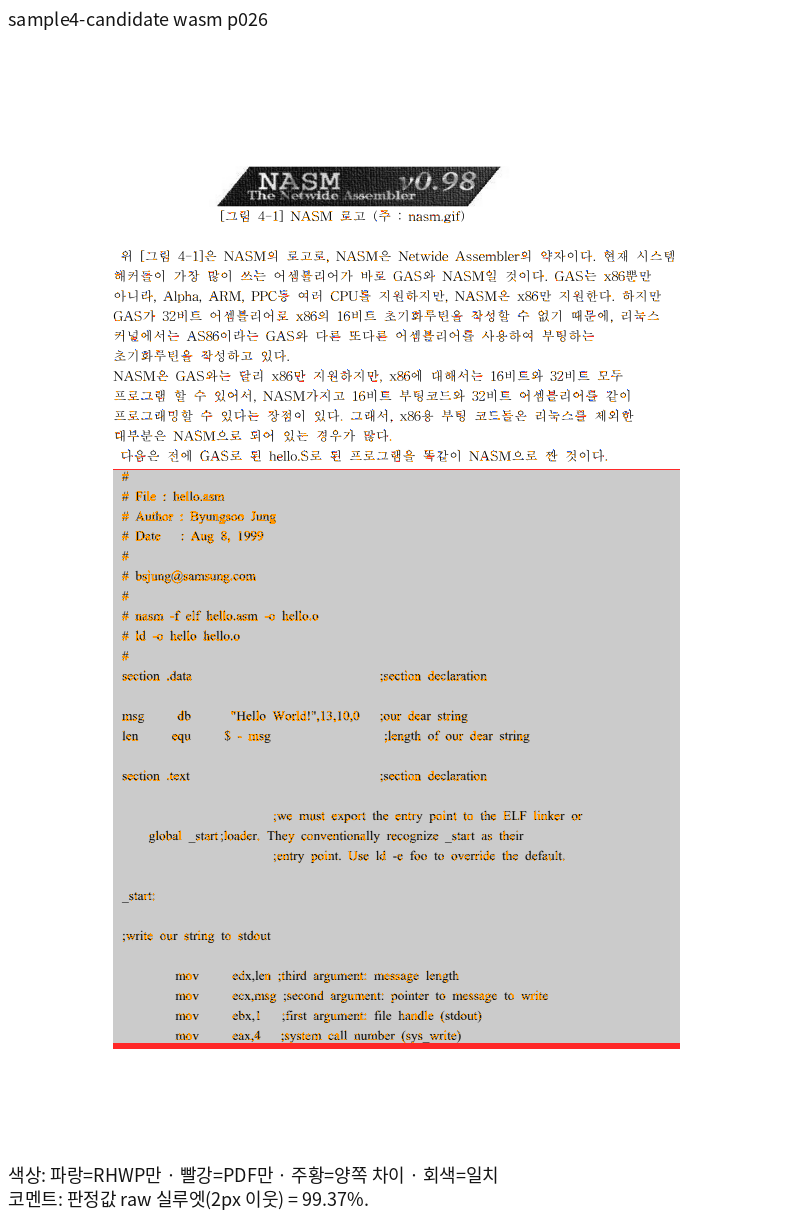 sample4-candidate wasm p026
NASM v0.98
The Netwide Assembler
[그림 4-1] NASM 로고 (주 : nasm.gif)
위 [그림 4-1]은 NASM의 로고로, NASM은 Netwide Assembler의 약자이다. 현재 시스템
해커들이 가장 많이 쓰는 어셈블리어가 바로 GAS와 NASM일 것이다. GAS는 x86뿐만
아니라, Alpha, ARM, PPC등 여러 CPU를 지원하지만, NASM은 x86만 지원한다. 하지만
GAS가 32비트 어셈블리어로 x86의 16비트 초기화루틴을 작성할 수 없기 때문에, 리눅스
커널에서는 AS86이라는 GAS와 다른 또다른 어셈블리어를 사용하여 부팅하는
초기화루틴을 작성하고 있다.
NASM은 GAS와는 달리 x86만 지원하지만, x86에 대해서는 16비트와 32비트 모두
프로그램 할 수 있어서, NASM가지고 16비트 부팅코드와 32비트 어셈블리어를 같이
프로그래밍할 수 있다는 장점이 있다. 그래서, x86용 부팅 코드들은 리눅스를 제외한
대부분은 NASM으로 되어 있는 경우가 많다.
다음은 전에 GAS로 된 hello.S로 된 프로그램을 똑같이 NASM으로 짠 것이다.
#
# File : hello.asm
# Author : Byungsoo Jung
# Date : Aug 8, 1999
#
# bsjung@samsung.com
#
# nasm -f elf hello.asm -o hello.o
# ld -o hello hello.o
#
section .data ;section declaration
msg db "Hello World!",13,10,0 ;our dear string
len equ $ - msg ;length of our dear string
section .text ;section declaration
;we must export the entry point to the ELF linker or
global _start ;loader. They conventionally recognize _start as their
;entry point. Use ld -e foo to override the default.
_start:
;write our string to stdout
mov edx,len ;third argument: message length
mov ecx,msg ;second argument: pointer to message to write
mov ebx,1 ;first argument: file handle (stdout)
mov eax,4 ;system call number (sys_write)
색상: 파랑=RHWP만 · 빨강=PDF만 · 주황=양쪽 차이 · 회색=일치
코멘트: 판정값 raw 실루엣(2px 이웃) = 99.37%.